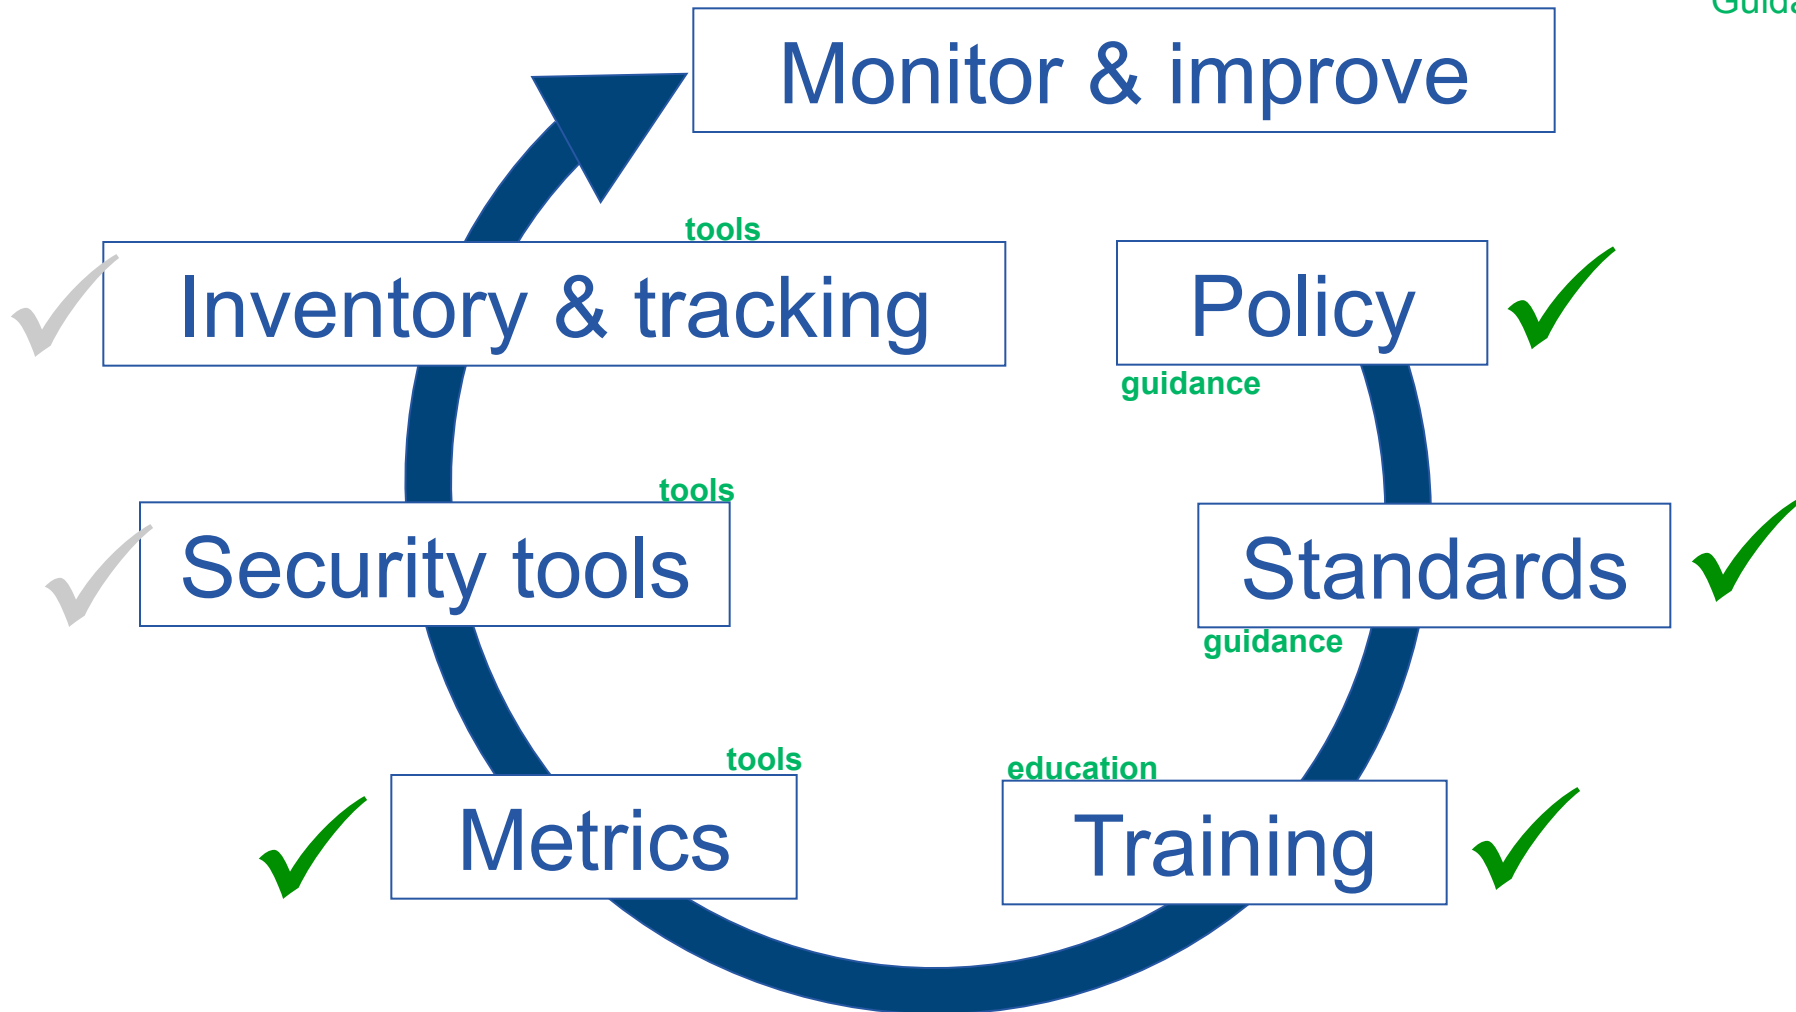 Monitor & improve
tools
Inventory & tracking
Policy
guidance
tools
Security tools
Standards
guidance
tools
Metrics
education
Training